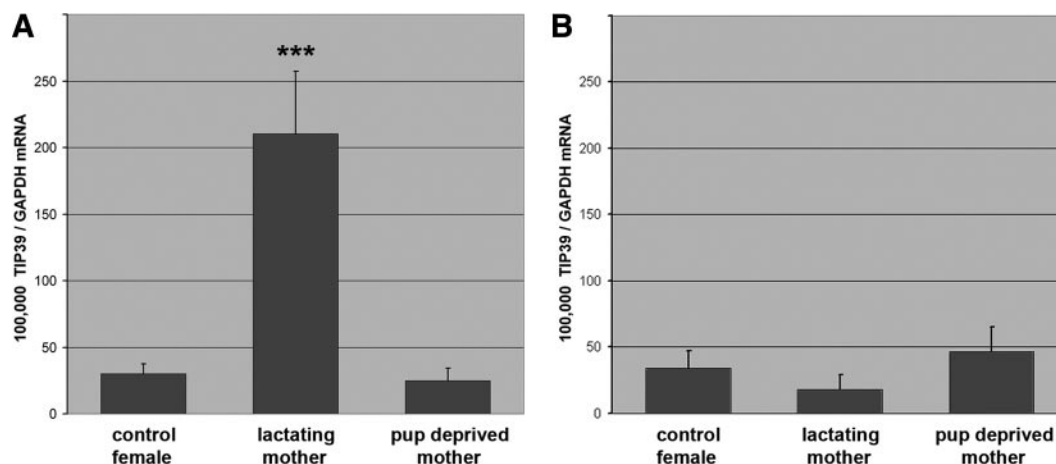 A
***
250
200
150
100
50
0
100,000 TIP39 / GAPDH mRNA
control
female
lactating
mother
pup deprived
mother
B
250
200
150
100
50
0
100,000 TIP39 / GAPDH mRNA
control
female
lactating
mother
pup deprived
mother